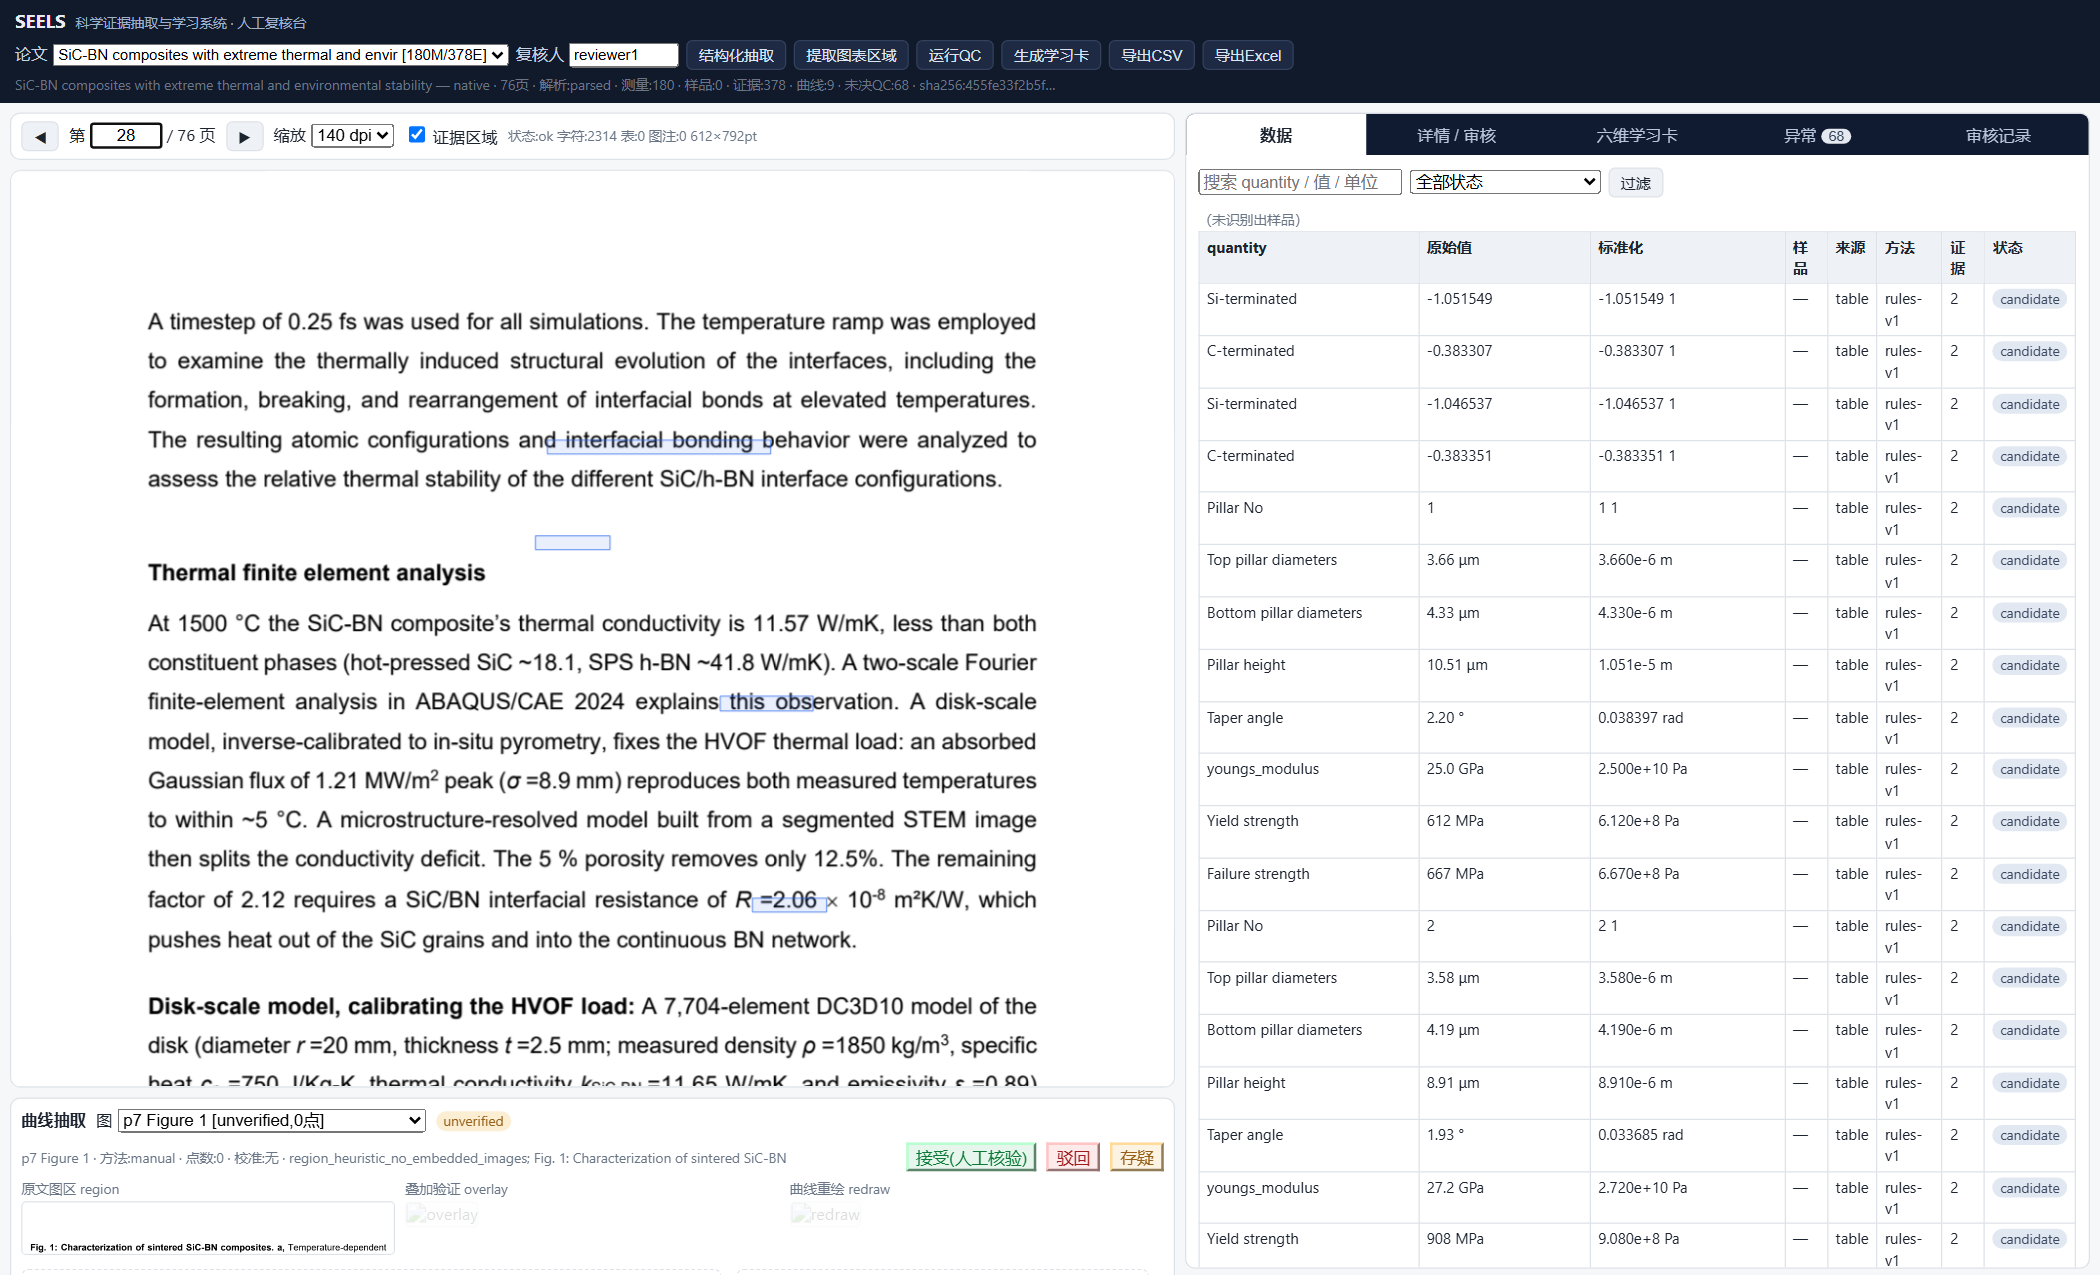 SEELS 科学证据抽取与学习系统 · 人工复核台
论文 SiC-BN composites with extreme thermal and envir [180M/378E] 复核人 reviewer1 结构化抽取 提取图表区域 运行QC 生成学习卡 导出CSV 导出Excel
SiC-BN composites with extreme thermal and environmental stability — native · 76页 · 解析:parsed · 测量:180 · 样品:0 · 证据:378 · 曲线:9 · 未决QC:68 · sha256:455fe33f2b5f...
◀ 第 28 / 76 页 ▶ 缩放 140 dpi 证据区域 状态:ok 字符:2314 表:0 图注:0 612×792pt
A timestep of 0.25 fs was used for all simulations. The temperature ramp was employed
to examine the thermally induced structural evolution of the interfaces, including the
formation, breaking, and rearrangement of interfacial bonds at elevated temperatures.
The resulting atomic configurations and interfacial bonding behavior were analyzed to
assess the relative thermal stability of the different SiC/h-BN interface configurations.
Thermal finite element analysis
At 1500 °C the SiC-BN composite’s thermal conductivity is 11.57 W/mK, less than both
constituent phases (hot-pressed SiC ~18.1, SPS h-BN ~41.8 W/mK). A two-scale Fourier
finite-element analysis in ABAQUS/CAE 2024 explains this observation. A disk-scale
model, inverse-calibrated to in-situ pyrometry, fixes the HVOF thermal load: an absorbed
Gaussian flux of 1.21 MW/m² peak (σ =8.9 mm) reproduces both measured temperatures
to within ~5 °C. A microstructure-resolved model built from a segmented STEM image
then splits the conductivity deficit. The 5 % porosity removes only 12.5%. The remaining
factor of 2.12 requires a SiC/BN interfacial resistance of R =2.06 × 10⁻⁸ m²K/W, which
pushes heat out of the SiC grains and into the continuous BN network.
Disk-scale model, calibrating the HVOF load: A 7,704-element DC3D10 model of the
disk (diameter r =20 mm, thickness t =2.5 mm; measured density ρ =1850 kg/m³, specific
heat =750 J/Kg-K, thermal conductivity =11.65 W/mK, and emissivity ε =0.89)
曲线抽取 图 p7 Figure 1 [unverified,0点] unverified
p7 Figure 1 · 方法:manual · 点数:0 · 校准:无 · region_heuristic_no_embedded_images; Fig. 1: Characterization of sintered SiC-BN
接受(人工核验) 驳回 存疑
原文图区 region 叠加验证 overlay 曲线重绘 redraw
overlay redraw
Fig. 1: Characterization of sintered SiC-BN composites. a, Temperature-dependent
数据 详情 / 审核 六维学习卡 异常 68 审核记录
搜索 quantity / 值 / 单位 全部状态 过滤
(未识别出样品)
quantity 原始值 标准化 样品 来源 方法 证据 状态
Si-terminated -1.051549 -1.051549 1 — table rules-v1 2 candidate
C-terminated -0.383307 -0.383307 1 — table rules-v1 2 candidate
Si-terminated -1.046537 -1.046537 1 — table rules-v1 2 candidate
C-terminated -0.383351 -0.383351 1 — table rules-v1 2 candidate
Pillar No 1 1 1 — table rules-v1 2 candidate
Top pillar diameters 3.66 μm 3.660e-6 m — table rules-v1 2 candidate
Bottom pillar diameters 4.33 μm 4.330e-6 m — table rules-v1 2 candidate
Pillar height 10.51 μm 1.051e-5 m — table rules-v1 2 candidate
Taper angle 2.20 ° 0.038397 rad — table rules-v1 2 candidate
youngs_modulus 25.0 GPa 2.500e+10 Pa — table rules-v1 2 candidate
Yield strength 612 MPa 6.120e+8 Pa — table rules-v1 2 candidate
Failure strength 667 MPa 6.670e+8 Pa — table rules-v1 2 candidate
Pillar No 2 2 1 — table rules-v1 2 candidate
Top pillar diameters 3.58 μm 3.580e-6 m — table rules-v1 2 candidate
Bottom pillar diameters 4.19 μm 4.190e-6 m — table rules-v1 2 candidate
Pillar height 8.91 μm 8.910e-6 m — table rules-v1 2 candidate
Taper angle 1.93 ° 0.033685 rad — table rules-v1 2 candidate
youngs_modulus 27.2 GPa 2.720e+10 Pa — table rules-v1 2 candidate
Yield strength 908 MPa 9.080e+8 Pa — table rules-v1 2 candidate